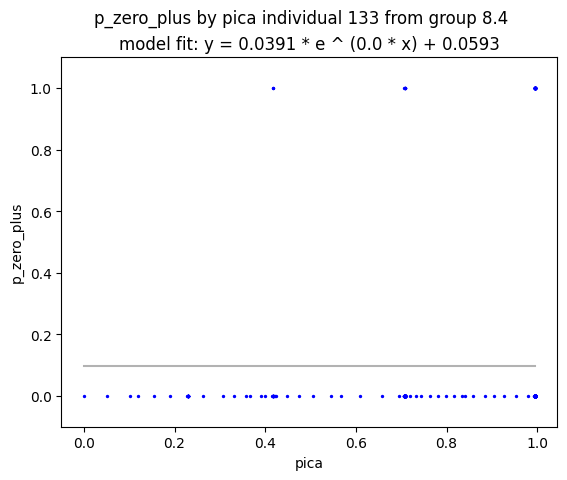 p_zero_plus by pica individual 133 from group 8.4
model fit: y = 0.0391 * e ^ (0.0 * x) + 0.0593
1.0
0.8
0.6
0.4
0.2
0.0
p_zero_plus
0.0 0.2 0.4 0.6 0.8 1.0
pica